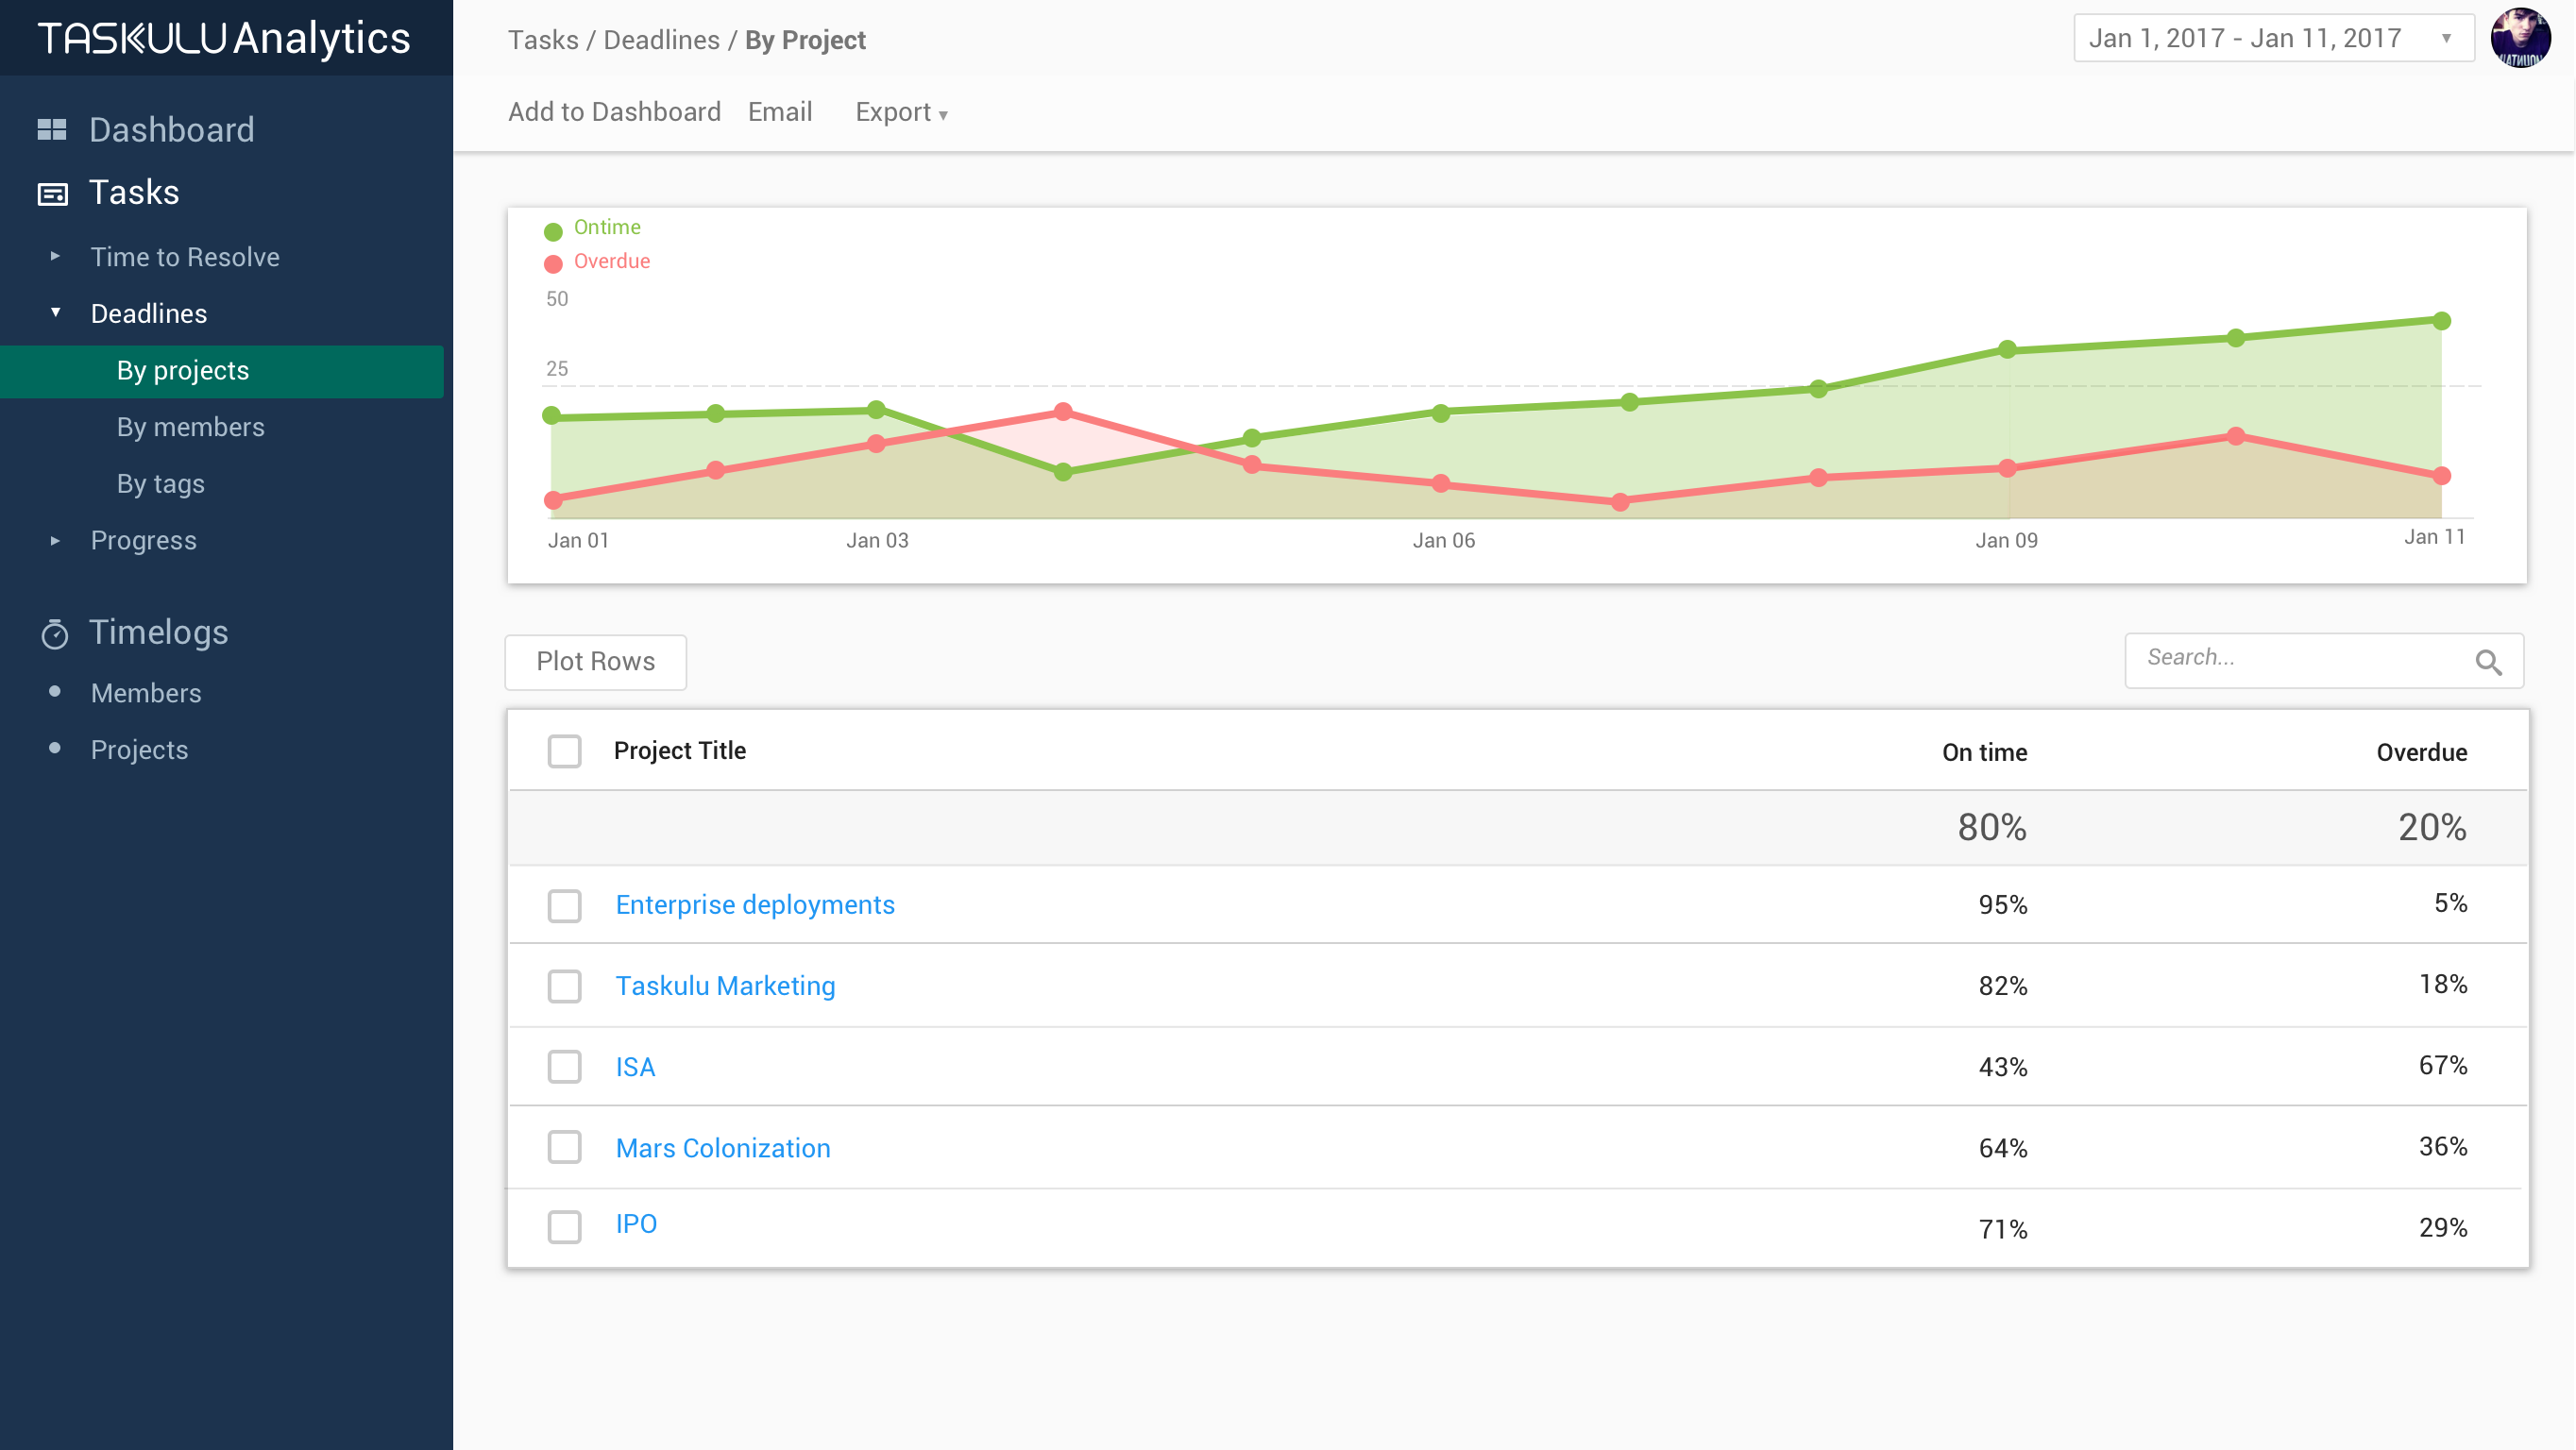 TASKULU Analytics
Dashboard
Tasks
Time to Resolve
Deadlines
By projects
By members
By tags
Progress
Timelogs
Members
Projects
Tasks / Deadlines / By Project
Jan 1, 2017 - Jan 11, 2017
Add to Dashboard Email Export
Ontime
Overdue
50
25
Jan 01 Jan 03 Jan 06 Jan 09 Jan 11
Plot Rows
Search...
Project Title On time Overdue
80% 20%
Enterprise deployments 95% 5%
Taskulu Marketing 82% 18%
ISA 43% 67%
Mars Colonization 64% 36%
IPO 71% 29%